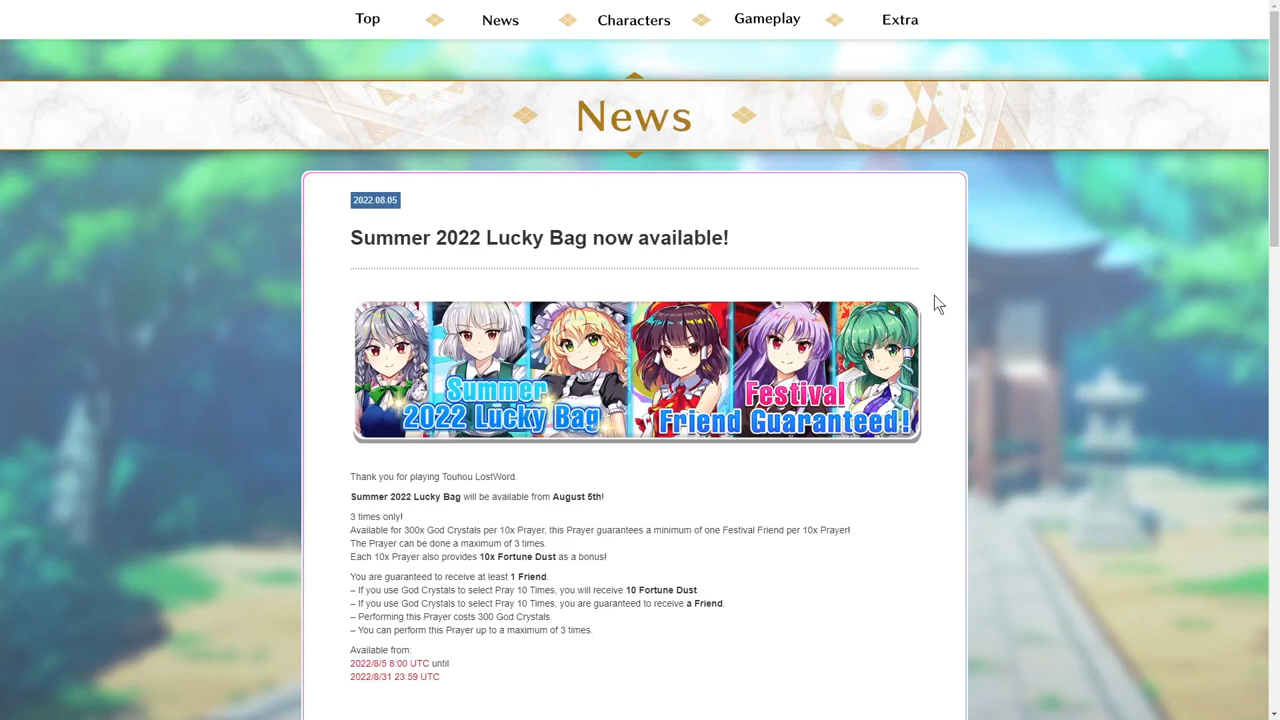 Top
News
Characters
Gameplay
Extra
News
2022.08.05
Summer 2022 Lucky Bag now available!
Summer
2022 Lucky Bag
Festival
Friend Guaranteed!
Thank you for playing Touhou LostWord.
Summer 2022 Lucky Bag will be available from August 5th!
3 times only!
Available for 300x God Crystals per 10x Prayer, this Prayer guarantees a minimum of one Festival Friend per 10x Prayer!
The Prayer can be done a maximum of 3 times.
Each 10x Prayer also provides 10x Fortune Dust as a bonus!
You are guaranteed to receive at least 1 Friend.
– If you use God Crystals to select Pray 10 Times, you will receive 10 Fortune Dust.
– If you use God Crystals to select Pray 10 Times, you are guaranteed to receive a Friend.
– Performing this Prayer costs 300 God Crystals.
– You can perform this Prayer up to a maximum of 3 times.
Available from:
2022/8/5 8:00 UTC until
2022/8/31 23:59 UTC